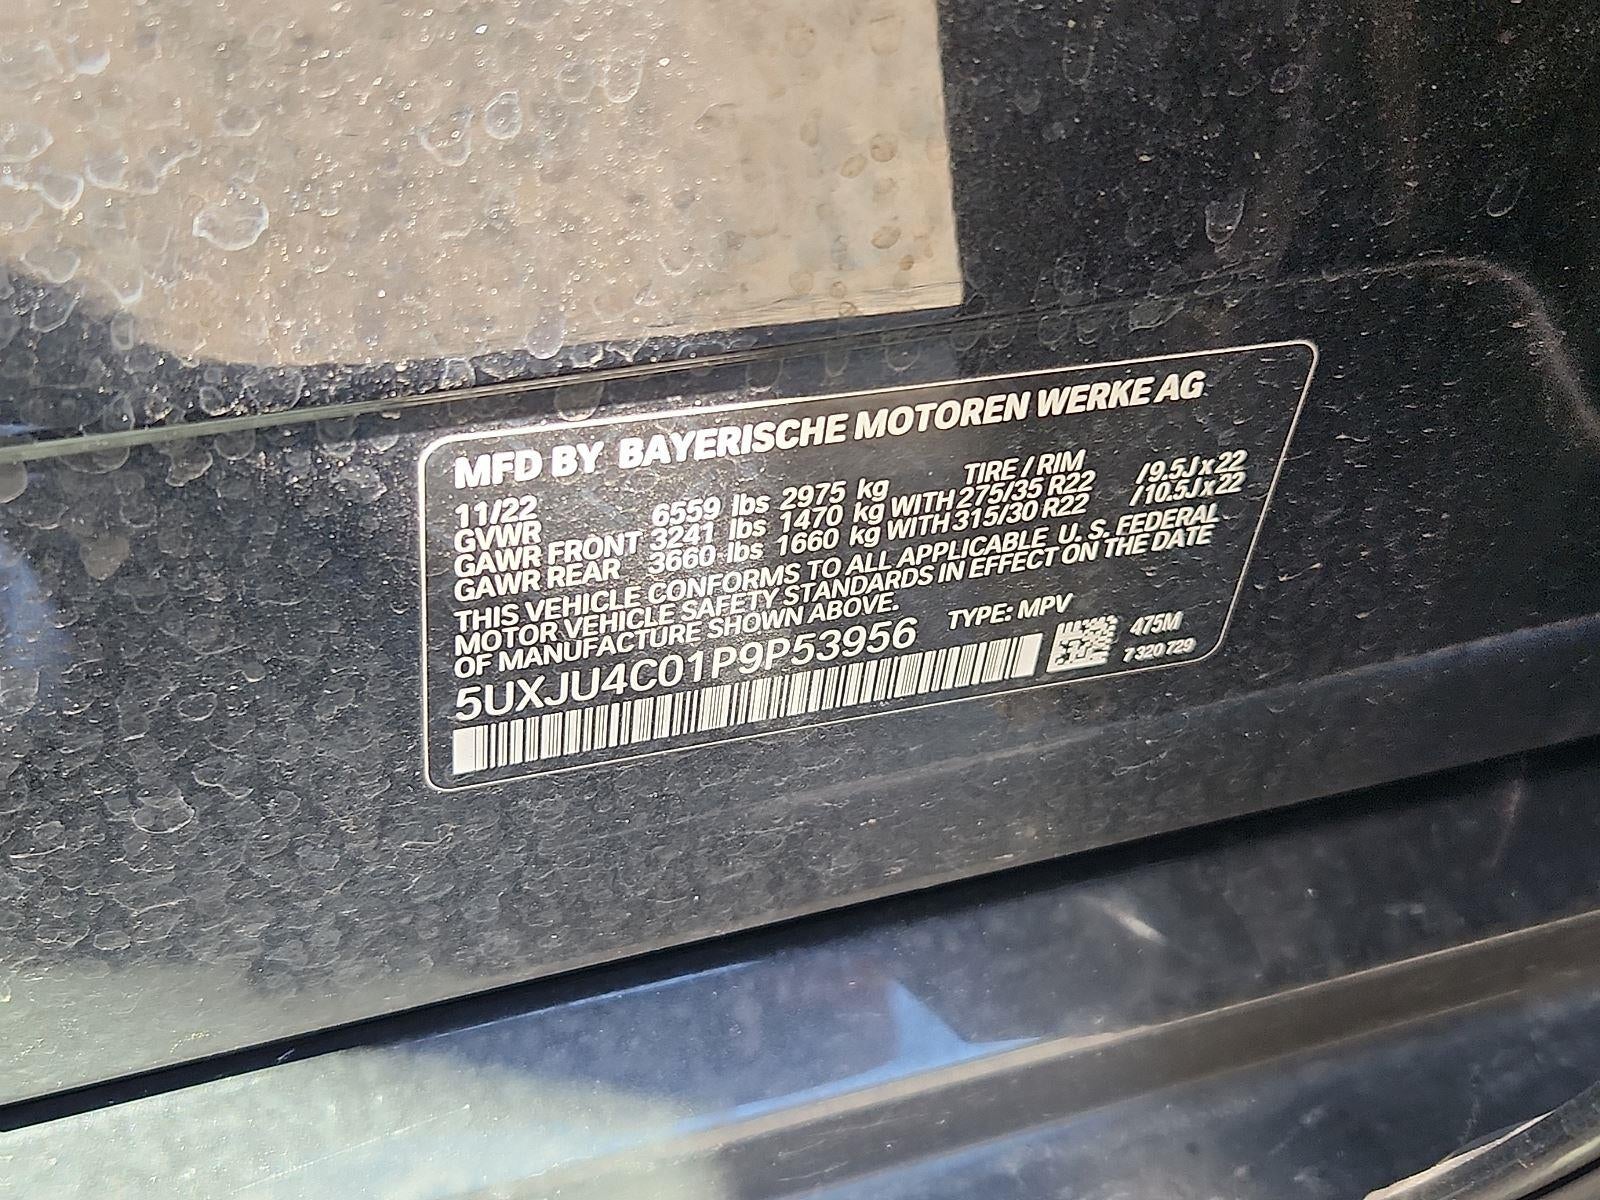 MFD BY BAYERISCHE MOTOREN WERKE AG
11/22 TIRE / RIM
GVWR 6559 lbs 2975 kg
GAWR FRONT 3241 lbs 1470 kg WITH 275/35 R22 /9.5J x 22
GAWR REAR 3660 lbs 1660 kg WITH 315/30 R22 /10.5J x 22
THIS VEHICLE CONFORMS TO ALL APPLICABLE U. S. FEDERAL
MOTOR VEHICLE SAFETY STANDARDS IN EFFECT ON THE DATE
OF MANUFACTURE SHOWN ABOVE.
5UXJU4C01P9P53956 TYPE: MPV
475M
7 320 729